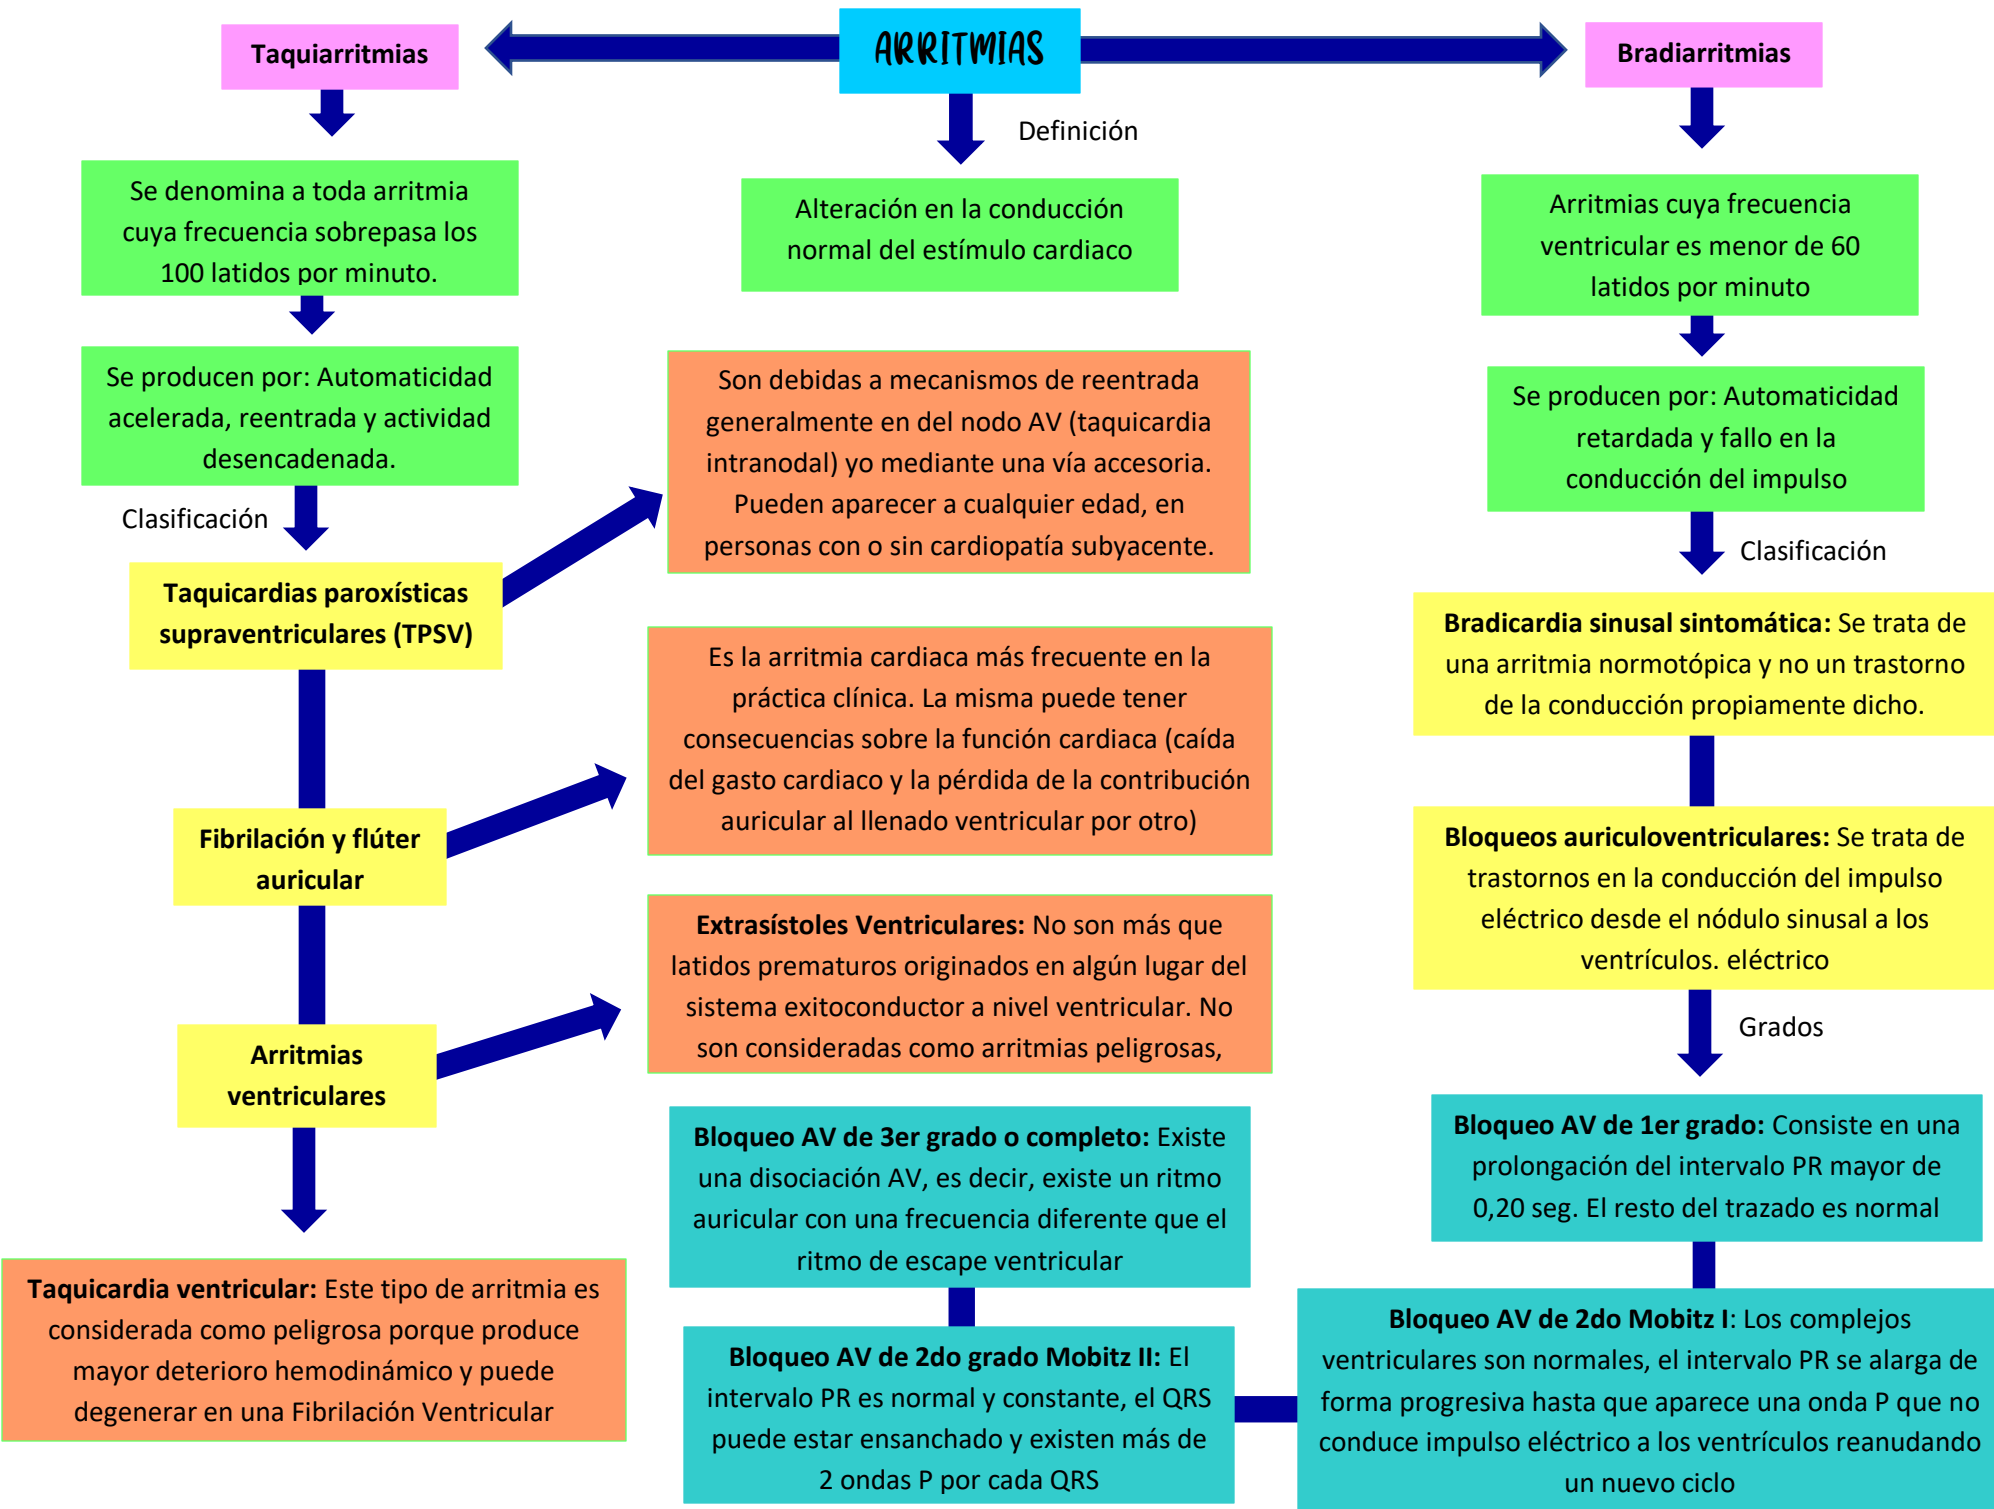 ARRITMIAS
Definición
Alteración en la conducción
normal del estímulo cardiaco
Taquiarritmias
Se denomina a toda arritmia
cuya frecuencia sobrepasa los
100 latidos por minuto.
Se producen por: Automaticidad
acelerada, reentrada y actividad
desencadenada.
Clasificación
Taquicardias paroxísticas
supraventriculares (TPSV)
Son debidas a mecanismos de reentrada
generalmente en del nodo AV (taquicardia
intranodal) yo mediante una vía accesoria.
Pueden aparecer a cualquier edad, en
personas con o sin cardiopatía subyacente.
Fibrilación y flúter
auricular
Es la arritmia cardiaca más frecuente en la
práctica clínica. La misma puede tener
consecuencias sobre la función cardiaca (caída
del gasto cardiaco y la pérdida de la contribución
auricular al llenado ventricular por otro)
Arritmias
ventriculares
Extrasístoles Ventriculares: No son más que
latidos prematuros originados en algún lugar del
sistema exitoconductor a nivel ventricular. No
son consideradas como arritmias peligrosas,
Taquicardia ventricular: Este tipo de arritmia es
considerada como peligrosa porque produce
mayor deterioro hemodinámico y puede
degenerar en una Fibrilación Ventricular
Bradiarritmias
Arritmias cuya frecuencia
ventricular es menor de 60
latidos por minuto
Se producen por: Automaticidad
retardada y fallo en la
conducción del impulso
Clasificación
Bradicardia sinusal sintomática: Se trata de
una arritmia normotópica y no un trastorno
de la conducción propiamente dicho.
Bloqueos auriculoventriculares: Se trata de
trastornos en la conducción del impulso
eléctrico desde el nódulo sinusal a los
ventrículos. eléctrico
Grados
Bloqueo AV de 1er grado: Consiste en una
prolongación del intervalo PR mayor de
0,20 seg. El resto del trazado es normal
Bloqueo AV de 2do Mobitz I: Los complejos
ventriculares son normales, el intervalo PR se alarga de
forma progresiva hasta que aparece una onda P que no
conduce impulso eléctrico a los ventrículos reanudando
un nuevo ciclo
Bloqueo AV de 2do grado Mobitz II: El
intervalo PR es normal y constante, el QRS
puede estar ensanchado y existen más de
2 ondas P por cada QRS
Bloqueo AV de 3er grado o completo: Existe
una disociación AV, es decir, existe un ritmo
auricular con una frecuencia diferente que el
ritmo de escape ventricular